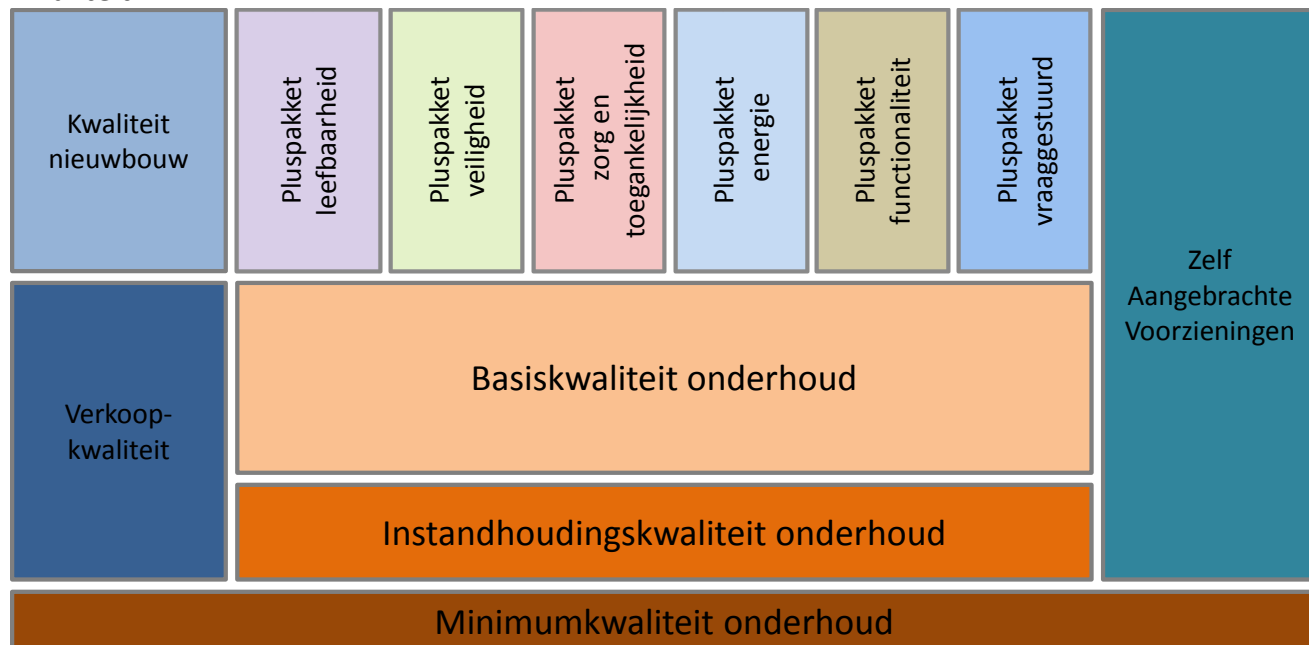 Kwaliteit
nieuwbouw
Pluspakket
leefbaarheid
Pluspakket
veiligheid
Pluspakket
zorg en
toegankelijkheid
Pluspakket
energie
Pluspakket
functionaliteit
Pluspakket
vraaggestuurd
Zelf
Aangebrachte
Voorzieningen
Verkoop-
kwaliteit
Basiskwaliteit onderhoud
Instandhoudingskwaliteit onderhoud
Minimumkwaliteit onderhoud